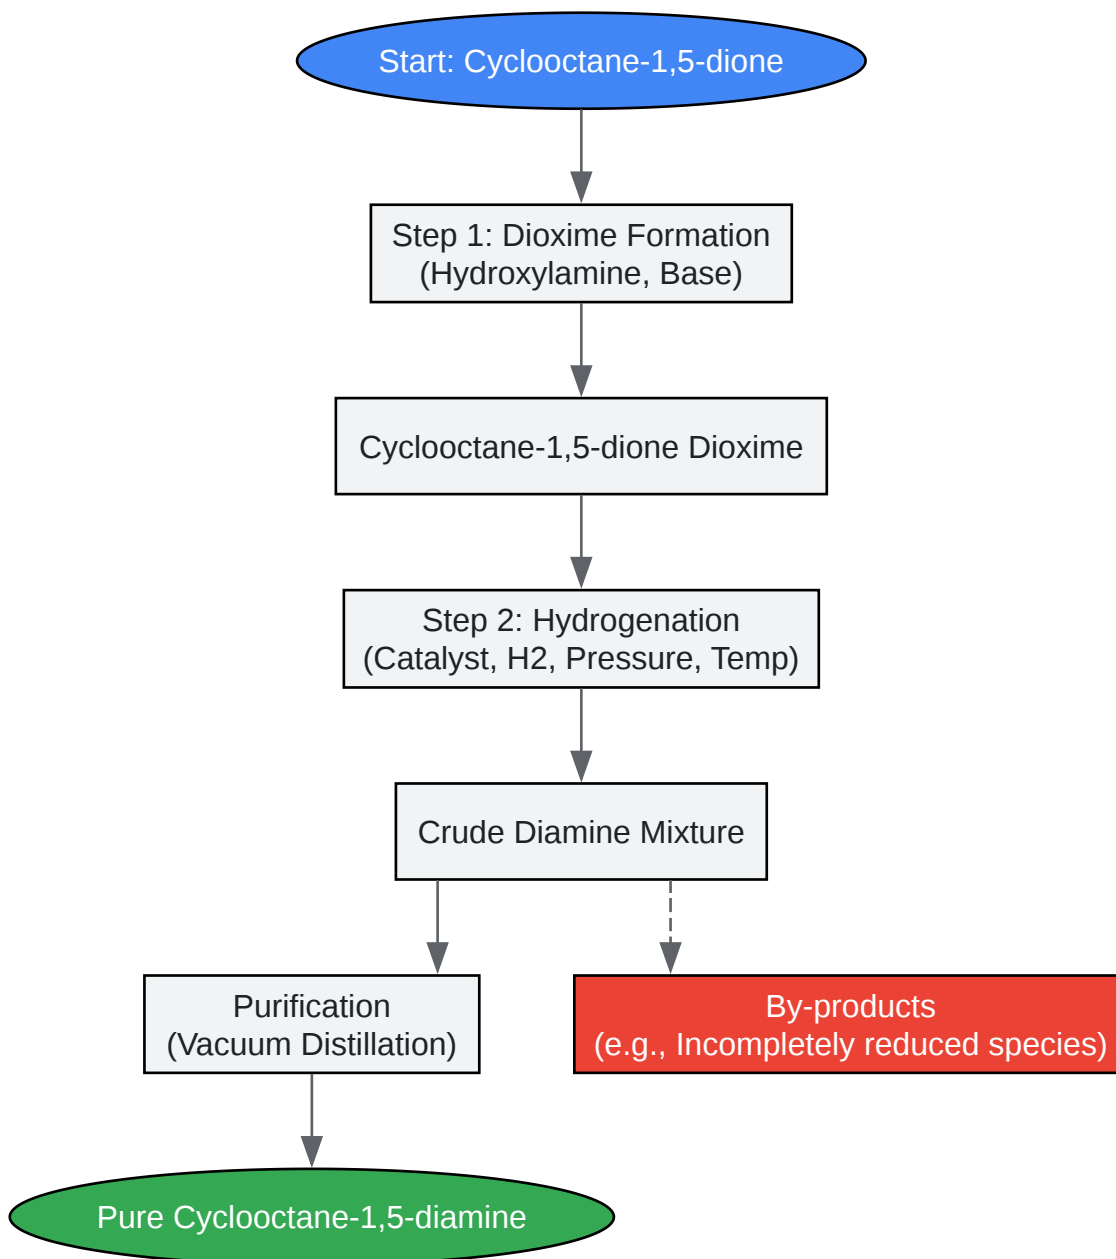 Start: Cyclooctane-1,5-dione
Step 1: Dioxime Formation
(Hydroxylamine, Base)
Cyclooctane-1,5-dione Dioxime
Step 2: Hydrogenation
(Catalyst, H2, Pressure, Temp)
Crude Diamine Mixture
Purification
(Vacuum Distillation)
By-products
(e.g., Incompletely reduced species)
Pure Cyclooctane-1,5-diamine